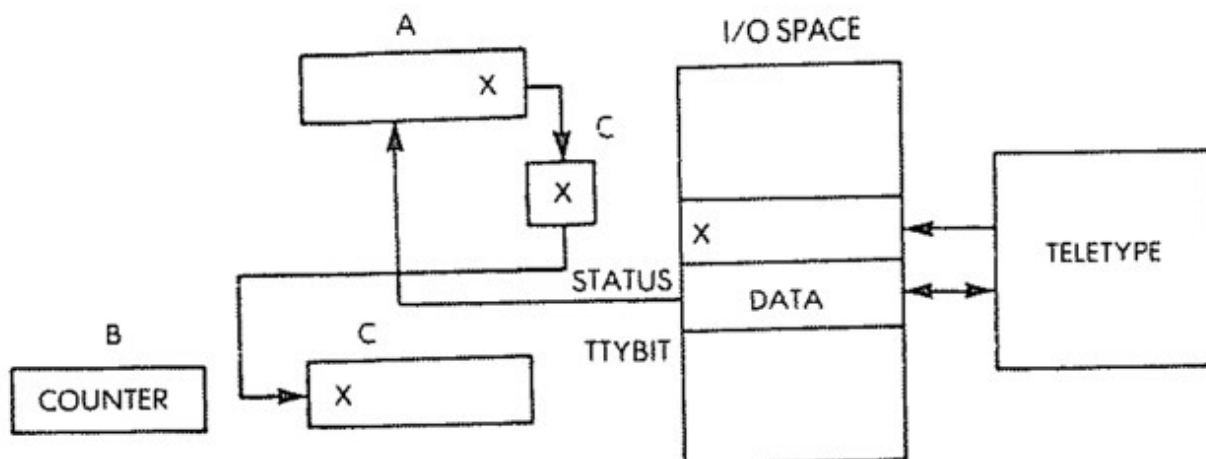 A
I/O SPACE
X
C
X
X
TELETYPE
STATUS
DATA
B
C
TTYBIT
COUNTER
X